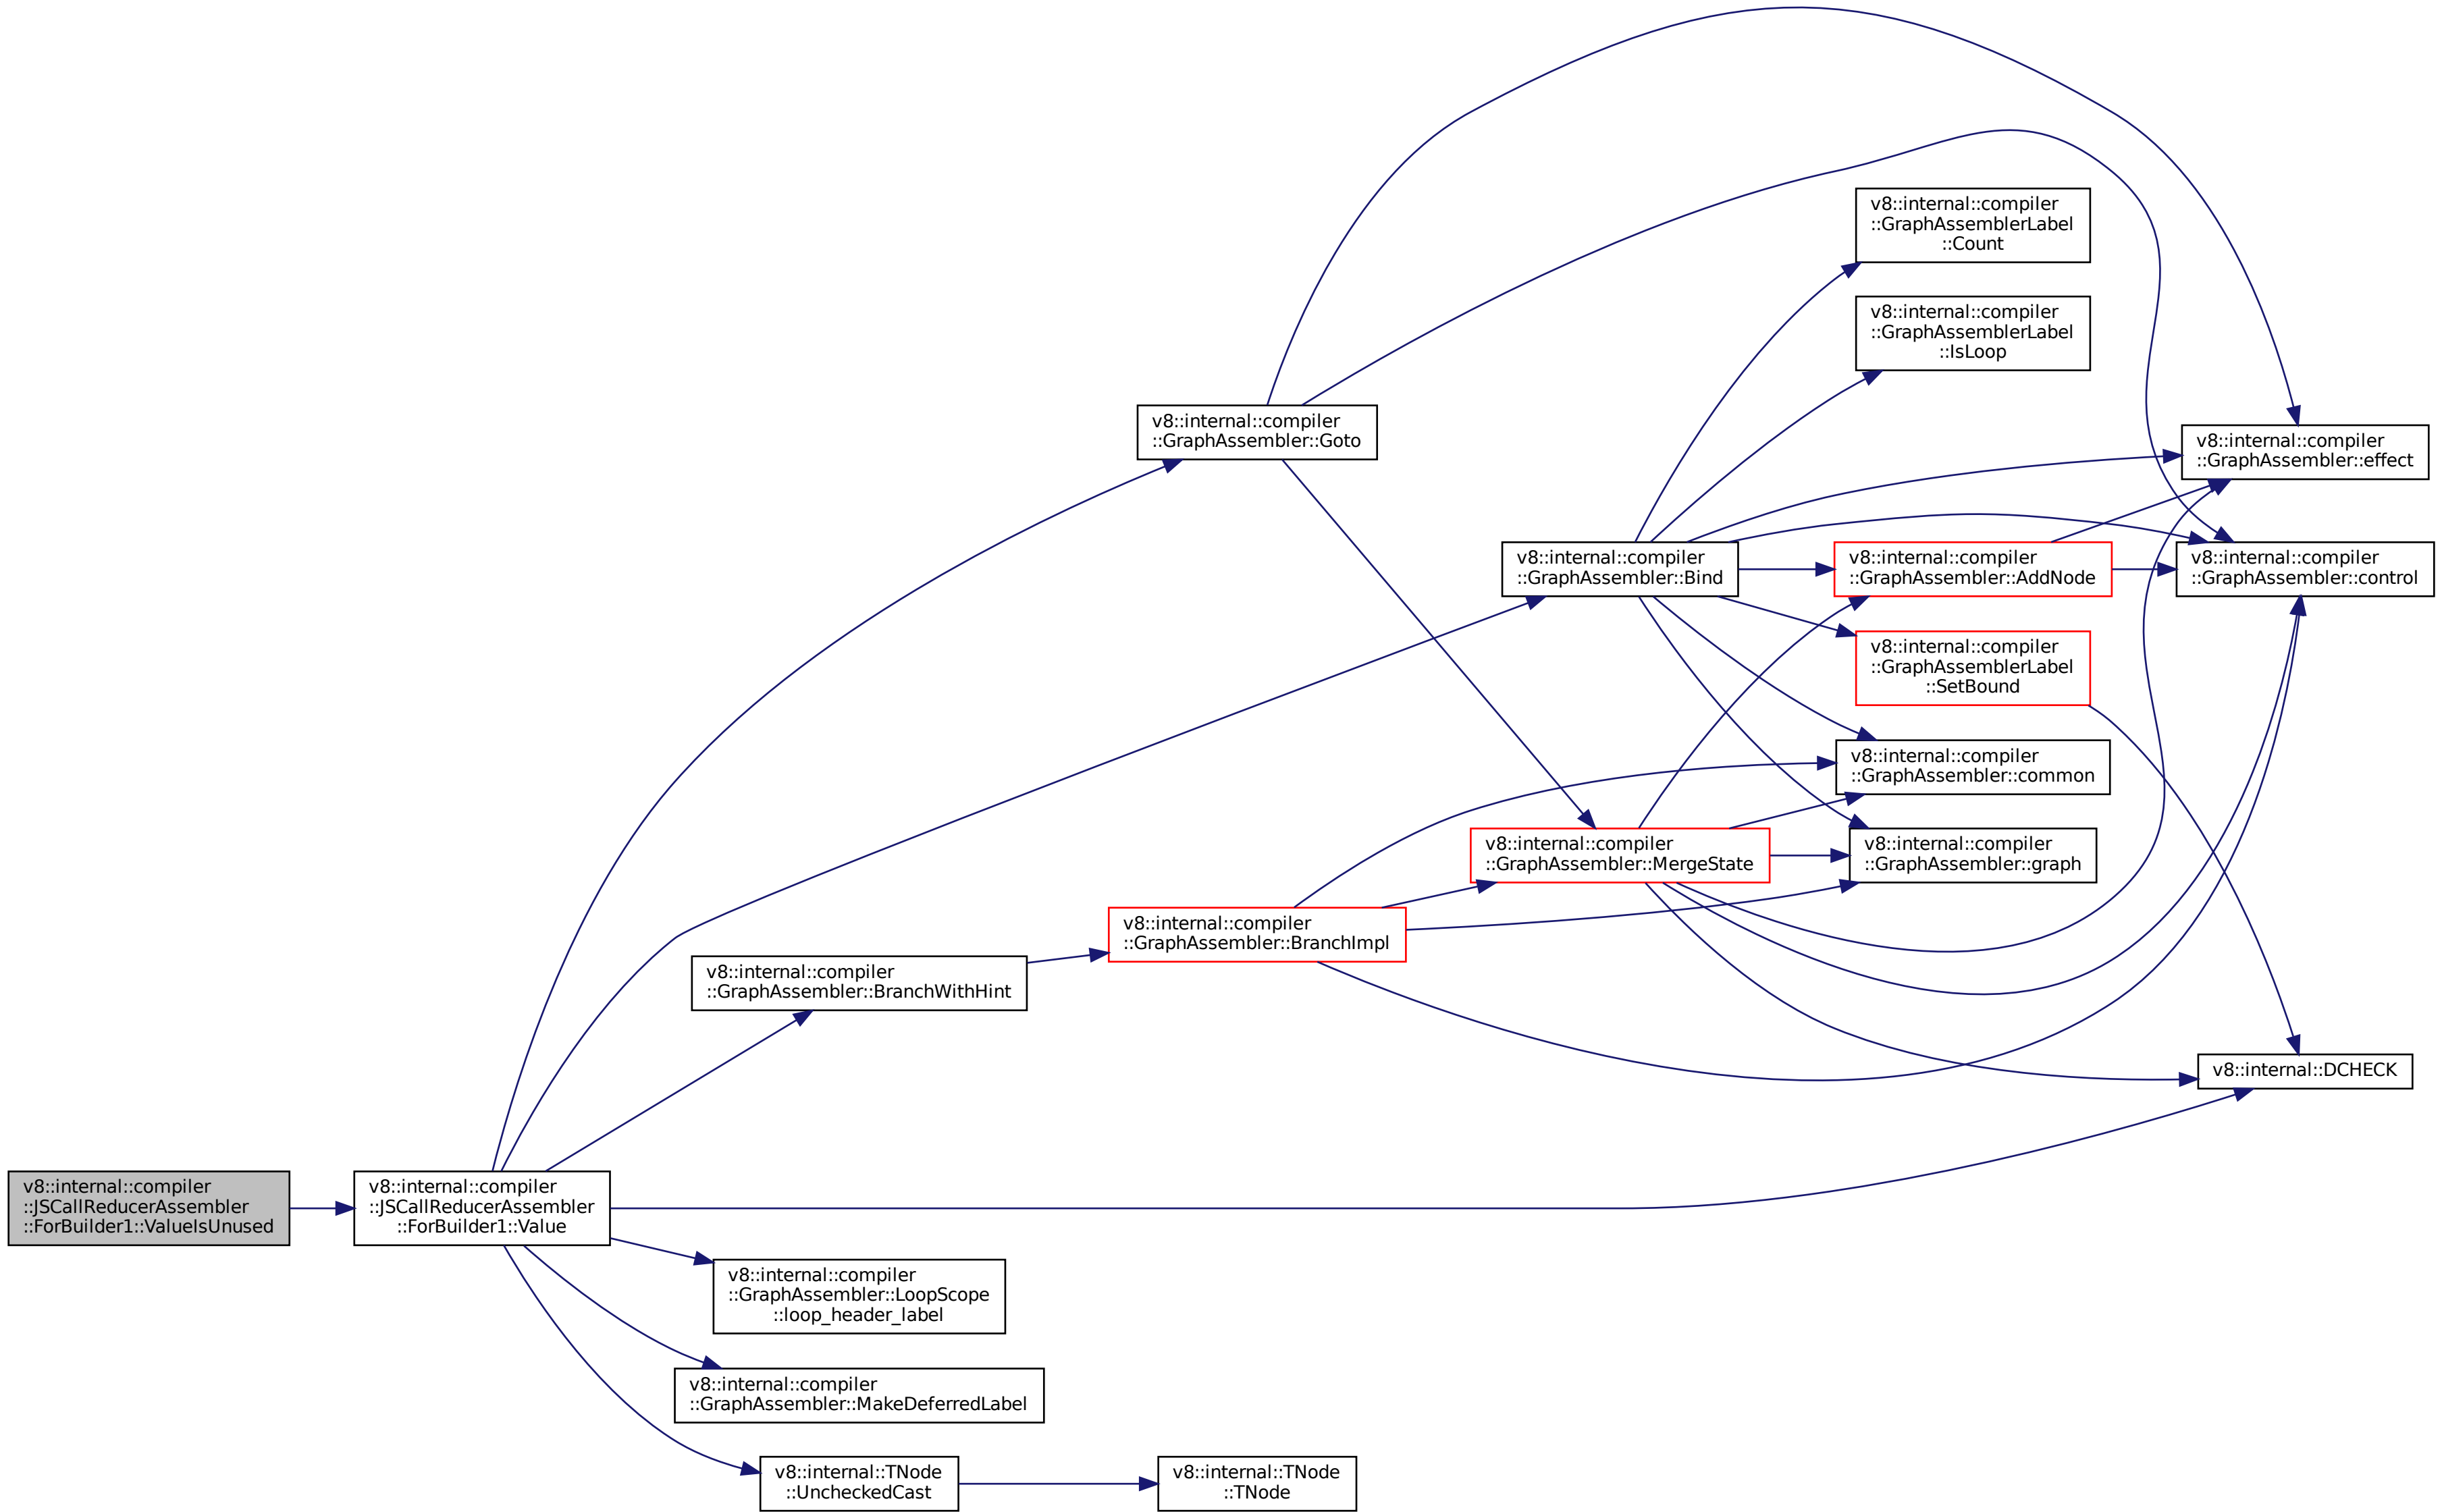 v8::internal::compiler
::JSCallReducerAssembler
::ForBuilder1::ValueIsUnused
v8::internal::compiler
::JSCallReducerAssembler
::ForBuilder1::Value
v8::internal::compiler
::GraphAssembler::Goto
v8::internal::compiler
::GraphAssembler::Bind
v8::internal::compiler
::GraphAssembler::BranchWithHint
v8::internal::compiler
::GraphAssembler::BranchImpl
v8::internal::compiler
::GraphAssembler::MergeState
v8::internal::compiler
::GraphAssemblerLabel
::Count
v8::internal::compiler
::GraphAssemblerLabel
::IsLoop
v8::internal::compiler
::GraphAssembler::effect
v8::internal::compiler
::GraphAssembler::AddNode
v8::internal::compiler
::GraphAssembler::control
v8::internal::compiler
::GraphAssemblerLabel
::SetBound
v8::internal::compiler
::GraphAssembler::common
v8::internal::compiler
::GraphAssembler::graph
v8::internal::DCHECK
v8::internal::compiler
::GraphAssembler::LoopScope
::loop_header_label
v8::internal::compiler
::GraphAssembler::MakeDeferredLabel
v8::internal::TNode
::UncheckedCast
v8::internal::TNode
::TNode